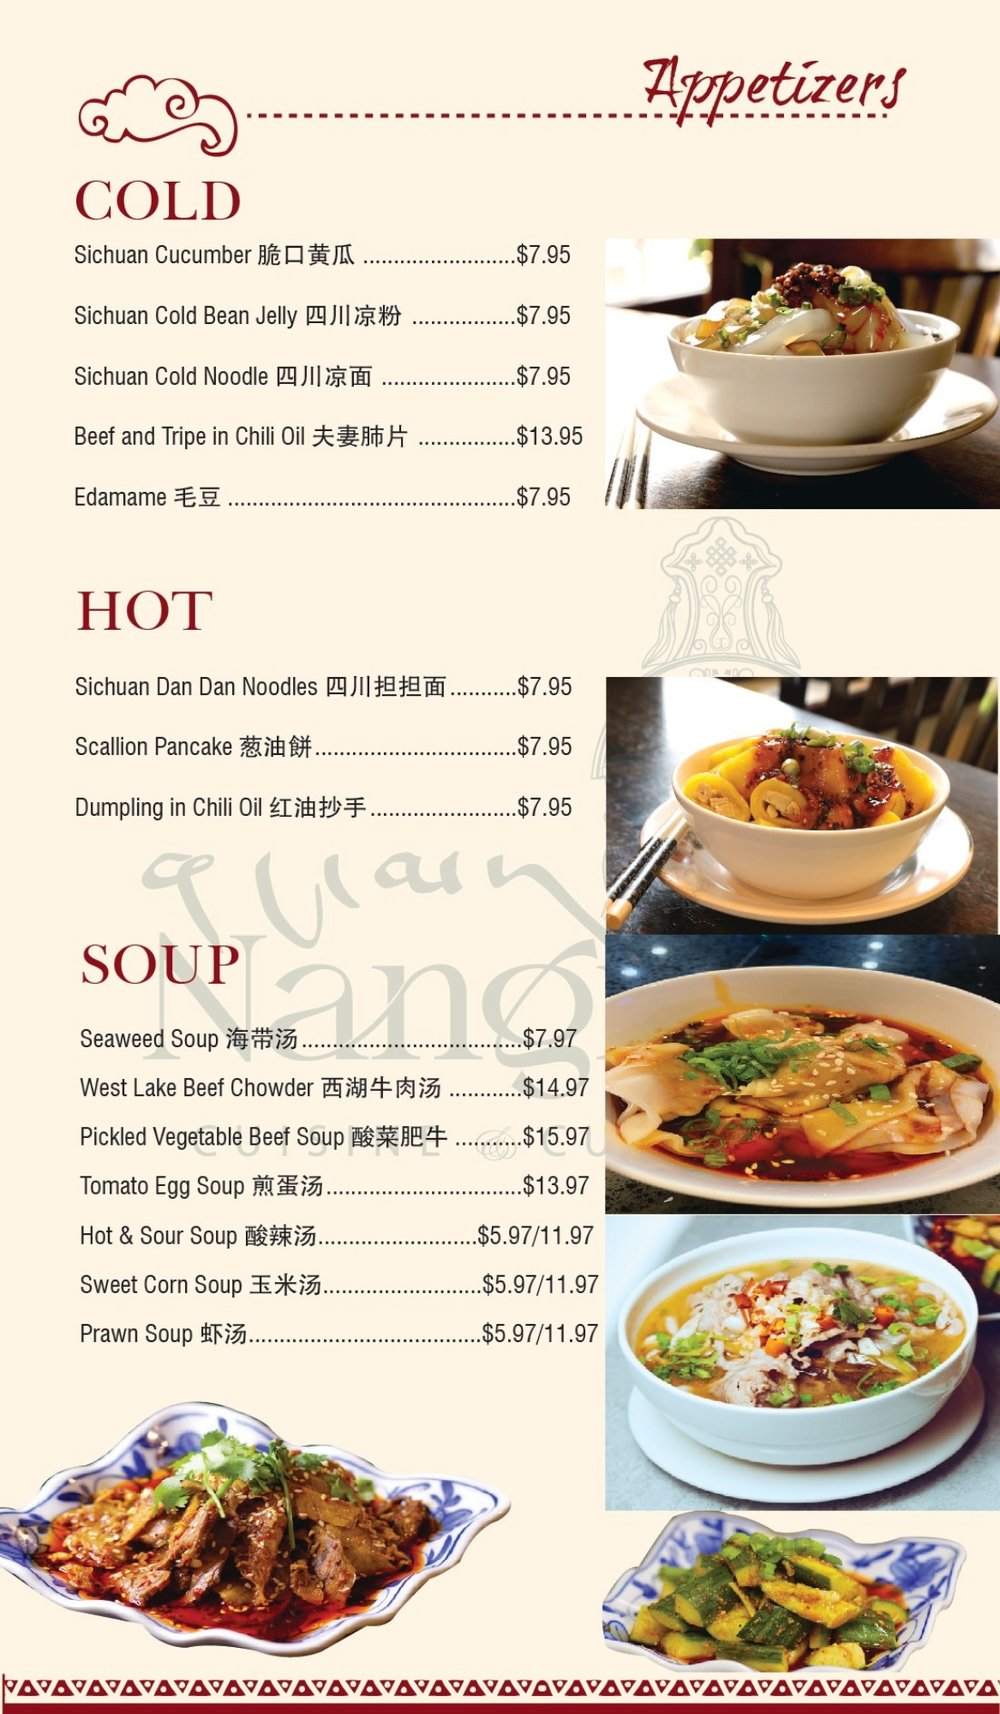 Appetizers
COLD
Sichuan Cucumber 脆口黄瓜 .........................$7.95
Sichuan Cold Bean Jelly 四川凉粉 .................$7.95
Sichuan Cold Noodle 四川凉面 ......................$7.95
Beef and Tripe in Chili Oil 夫妻肺片 ................$13.95
Edamame 毛豆 ...............................................$7.95
HOT
Sichuan Dan Dan Noodles 四川担担面...........$7.95
Scallion Pancake 葱油餅.................................$7.95
Dumpling in Chili Oil 红油抄手........................$7.95
quain
Nang
CUISINE
SOUP
Seaweed Soup 海带汤....................................$7.97
West Lake Beef Chowder 西湖牛肉汤 ............$14.97
Pickled Vegetable Beef Soup 酸菜肥牛 ...........$15.97
Tomato Egg Soup 煎蛋汤................................$13.97
Hot & Sour Soup 酸辣汤..........................$5.97/11.97
Sweet Corn Soup 玉米汤..........................$5.97/11.97
Prawn Soup 虾汤......................................$5.97/11.97